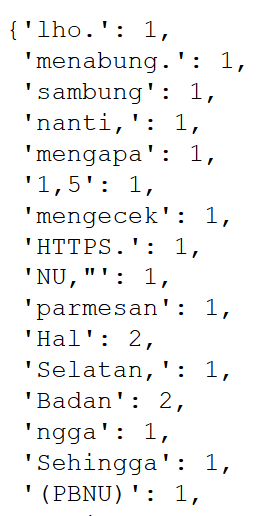 {'lho.': 1,
'menabung.': 1,
'sambung': 1,
'nanti,': 1,
'mengapa': 1,
'1,5': 1,
'mengecek': 1,
'HTTPS.': 1,
'NU,"': 1,
'parmesan': 1,
'Hal': 2,
'Selatan,': 1,
'Badan': 2,
'ngga': 1,
'Sehingga': 1,
'(PBNU)': 1,